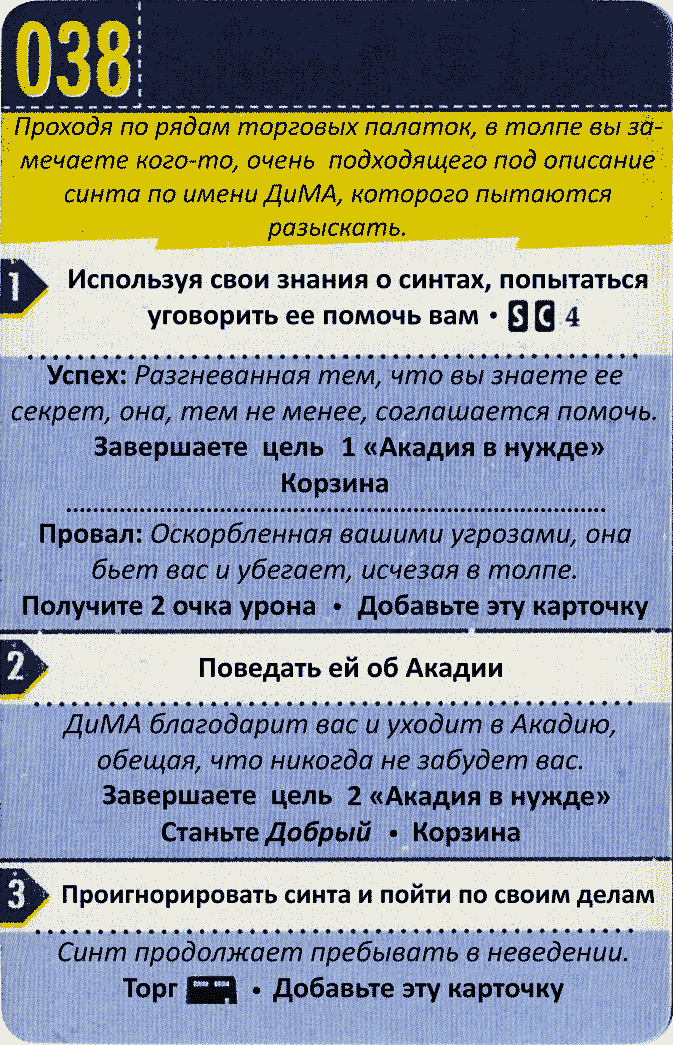 038
Проходя по рядам торговых палаток, в толпе вы за-
мечаете кого-то, очень подходящего под описание
синта по имени ДиМА, которого пытаются
разыскать.
1 Используя свои знания о синтах, попытаться
уговорить ее помочь вам • S C 4
Успех: Разгневанная тем, что вы знаете ее
секрет, она, тем не менее, соглашается помочь.
Завершаете цель 1 «Акадия в нужде»
Корзина
Провал: Оскорбленная вашими угрозами, она
бьет вас и убегает, исчезая в толпе.
Получите 2 очка урона • Добавьте эту карточку
2 Поведать ей об Акадии
ДиМА благодарит вас и уходит в Акадию,
обещая, что никогда не забудет вас.
Завершаете цель 2 «Акадия в нужде»
Станьте Добрый • Корзина
3 Проигнорировать синта и пойти по своим делам
Синт продолжает пребывать в неведении.
Торг • Добавьте эту карточку